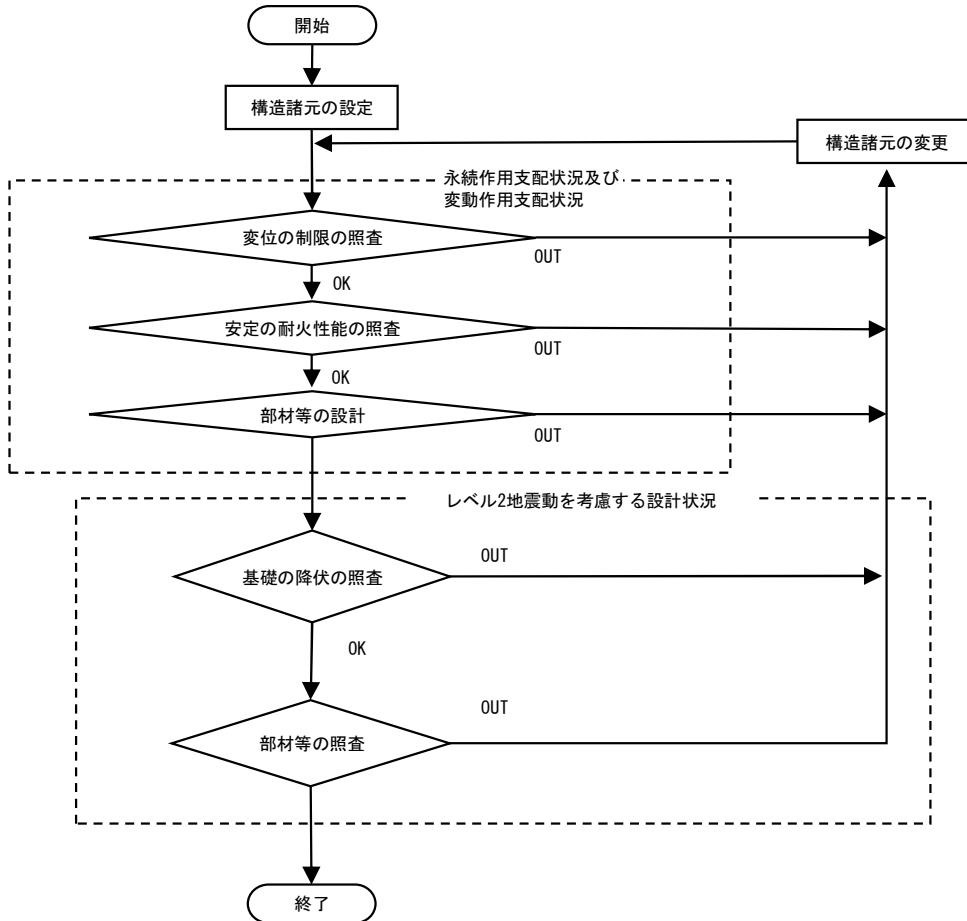 開始
構造諸元の設定
構造諸元の変更
永続作用支配状況及び
変動作用支配状況
変位の制限の照査
OUT
OK
安定の耐火性能の照査
OUT
OK
部材等の設計
OUT
レベル2地震動を考慮する設計状況
基礎の降伏の照査
OUT
OK
部材等の照査
OUT
終了